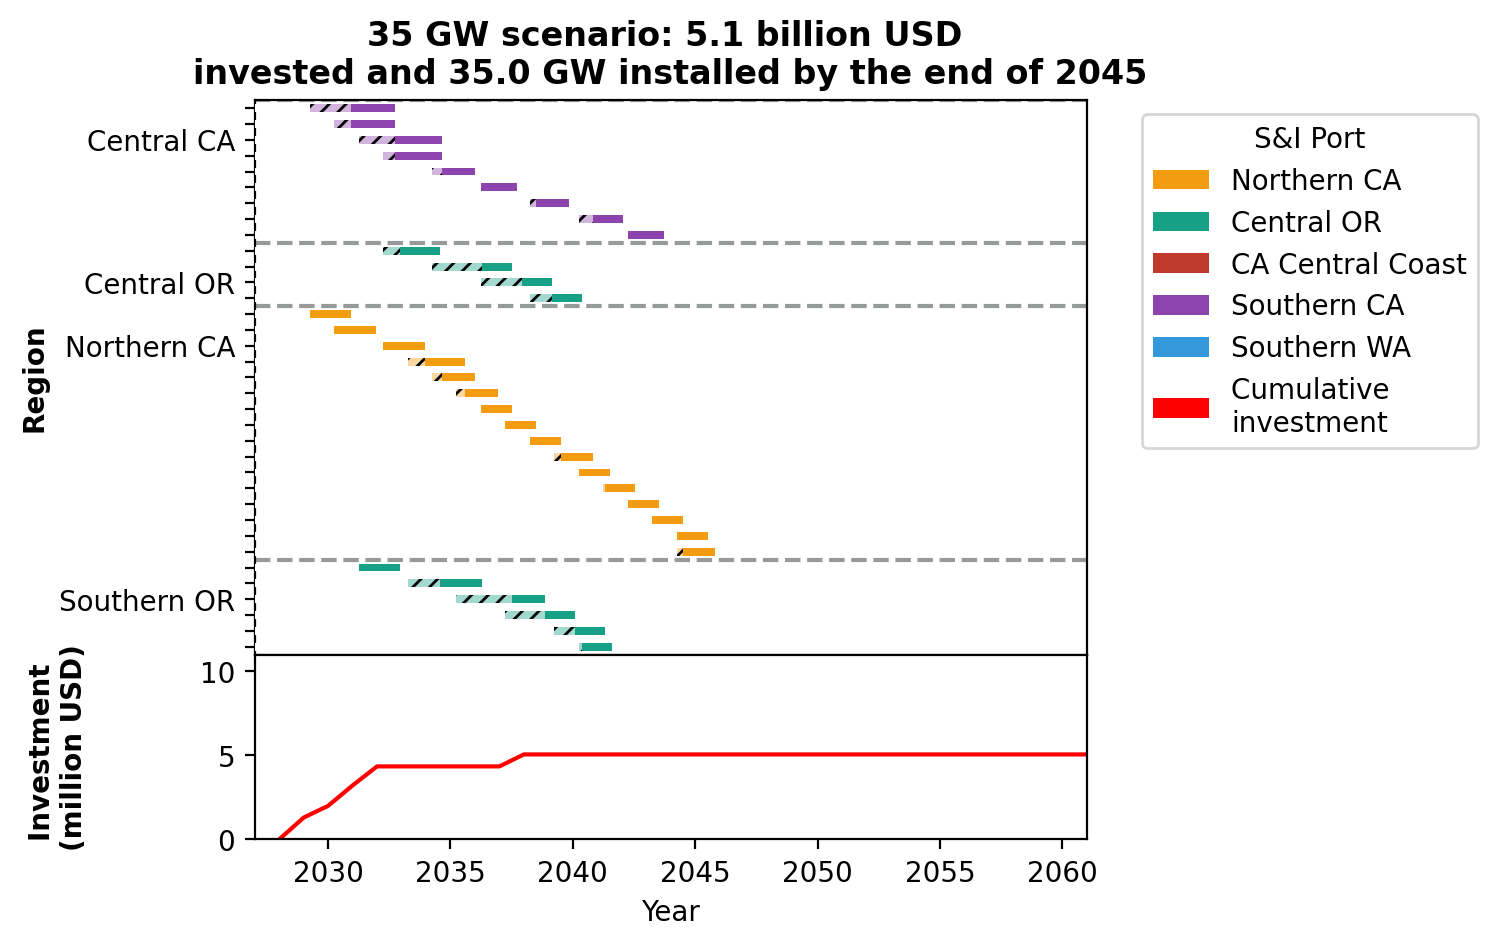 35 GW scenario: 5.1 billion USD
invested and 35.0 GW installed by the end of 2045
Central CA
Central OR
Northern CA
Southern OR
Region
S&I Port
Northern CA
Central OR
CA Central Coast
Southern CA
Southern WA
Cumulative
investment
Investment
(million USD)
10
5
0
2030 2035 2040 2045 2050 2055 2060
Year